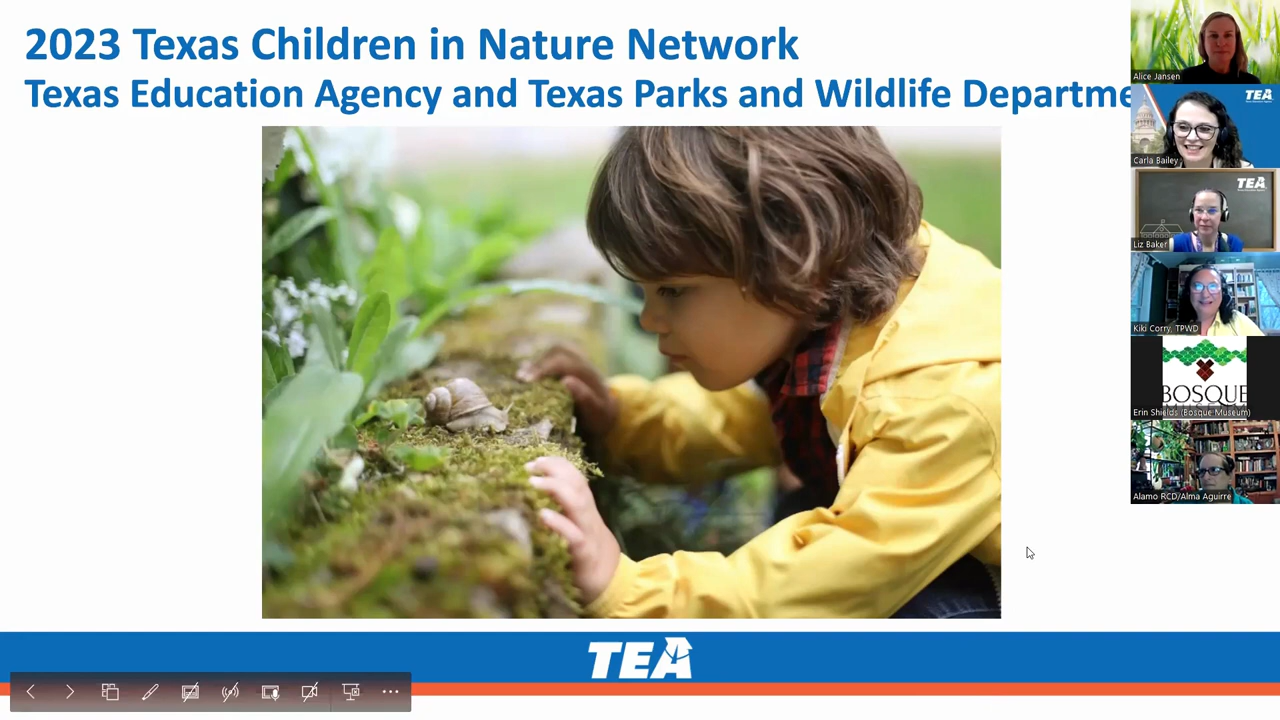 2023 Texas Children in Nature Network
Texas Education Agency and Texas Parks and Wildlife Departme
Alice Jansen
TEA
Carla Bailey
TEA
Liz Baker
Kiki Corry, TPWD
BOSQUE
Erin Shields (Bosque Museum)
Alamo RCD/Alma Aguirre
TEA